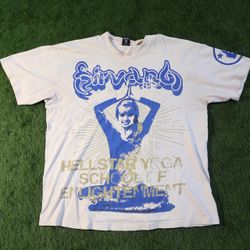 HELLSTAR YOGA
SCHOOL OF
ENLIGHTENMENT